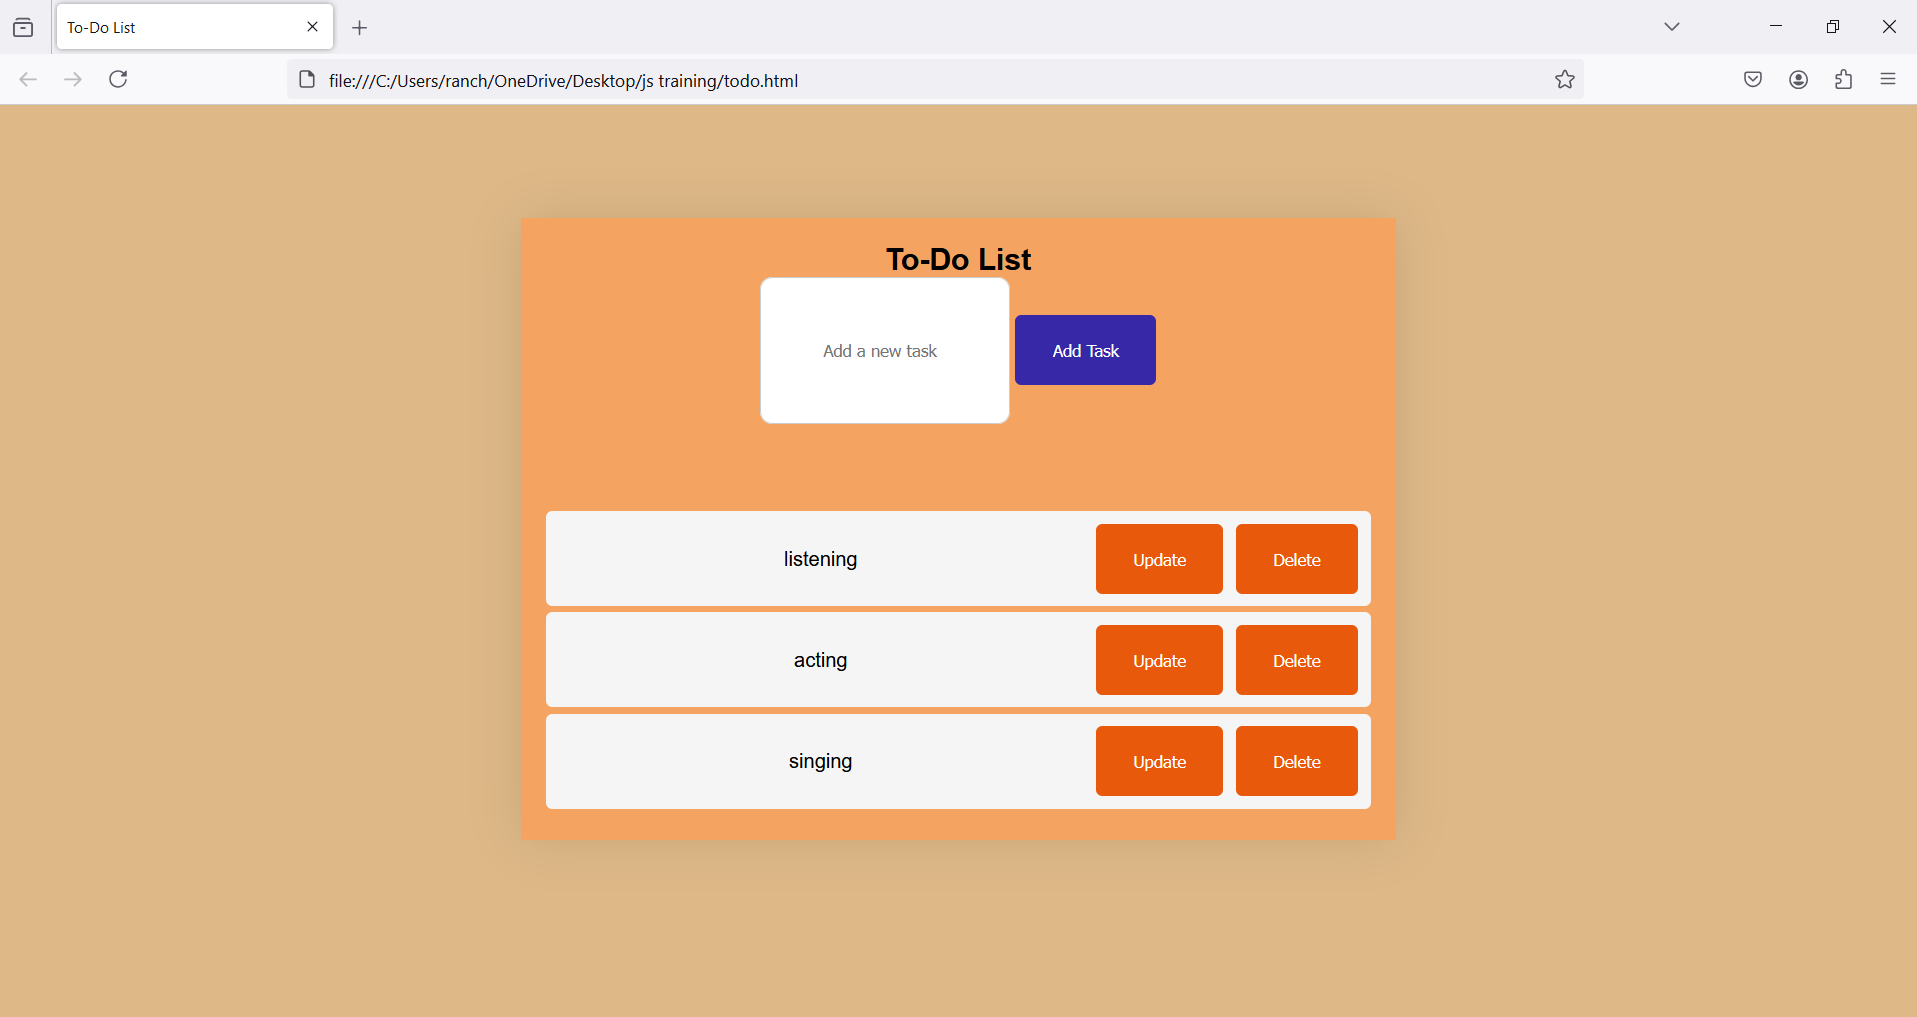 To-Do List
file:///C:/Users/ranch/OneDrive/Desktop/js training/todo.html
To-Do List
Add a new task
Add Task
listening
Update
Delete
acting
Update
Delete
singing
Update
Delete